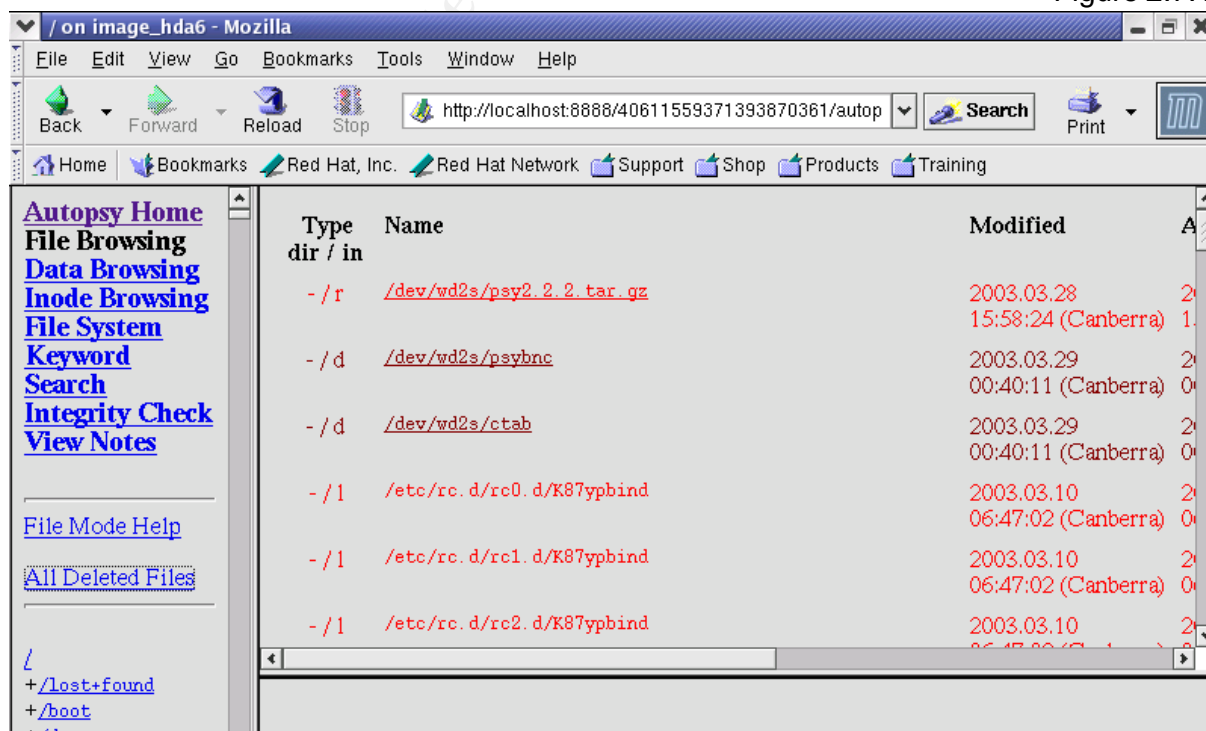 / on image_hda6 - Mozilla
File Edit View Go Bookmarks Tools Window Help
Back Forward Reload Stop http://localhost:8888/40611559371393870361/autop Search Print
Home Bookmarks Red Hat, Inc. Red Hat Network Support Shop Products Training
Autopsy Home
File Browsing
Data Browsing
Inode Browsing
File System
Keyword
Search
Integrity Check
View Notes
File Mode Help
All Deleted Files
/
+/lost+found
+/boot
Type Name Modified
dir / in
- / r /dev/wd2s/psy2.2.2.tar.gz 2003.03.28
15:58:24 (Canberra)
- / d /dev/wd2s/psybnc 2003.03.29
00:40:11 (Canberra)
- / d /dev/wd2s/ctab 2003.03.29
00:40:11 (Canberra)
- / l /etc/rc.d/rc0.d/K87ypbind 2003.03.10
06:47:02 (Canberra)
- / l /etc/rc.d/rc1.d/K87ypbind 2003.03.10
06:47:02 (Canberra)
- / l /etc/rc.d/rc2.d/K87ypbind 2003.03.10